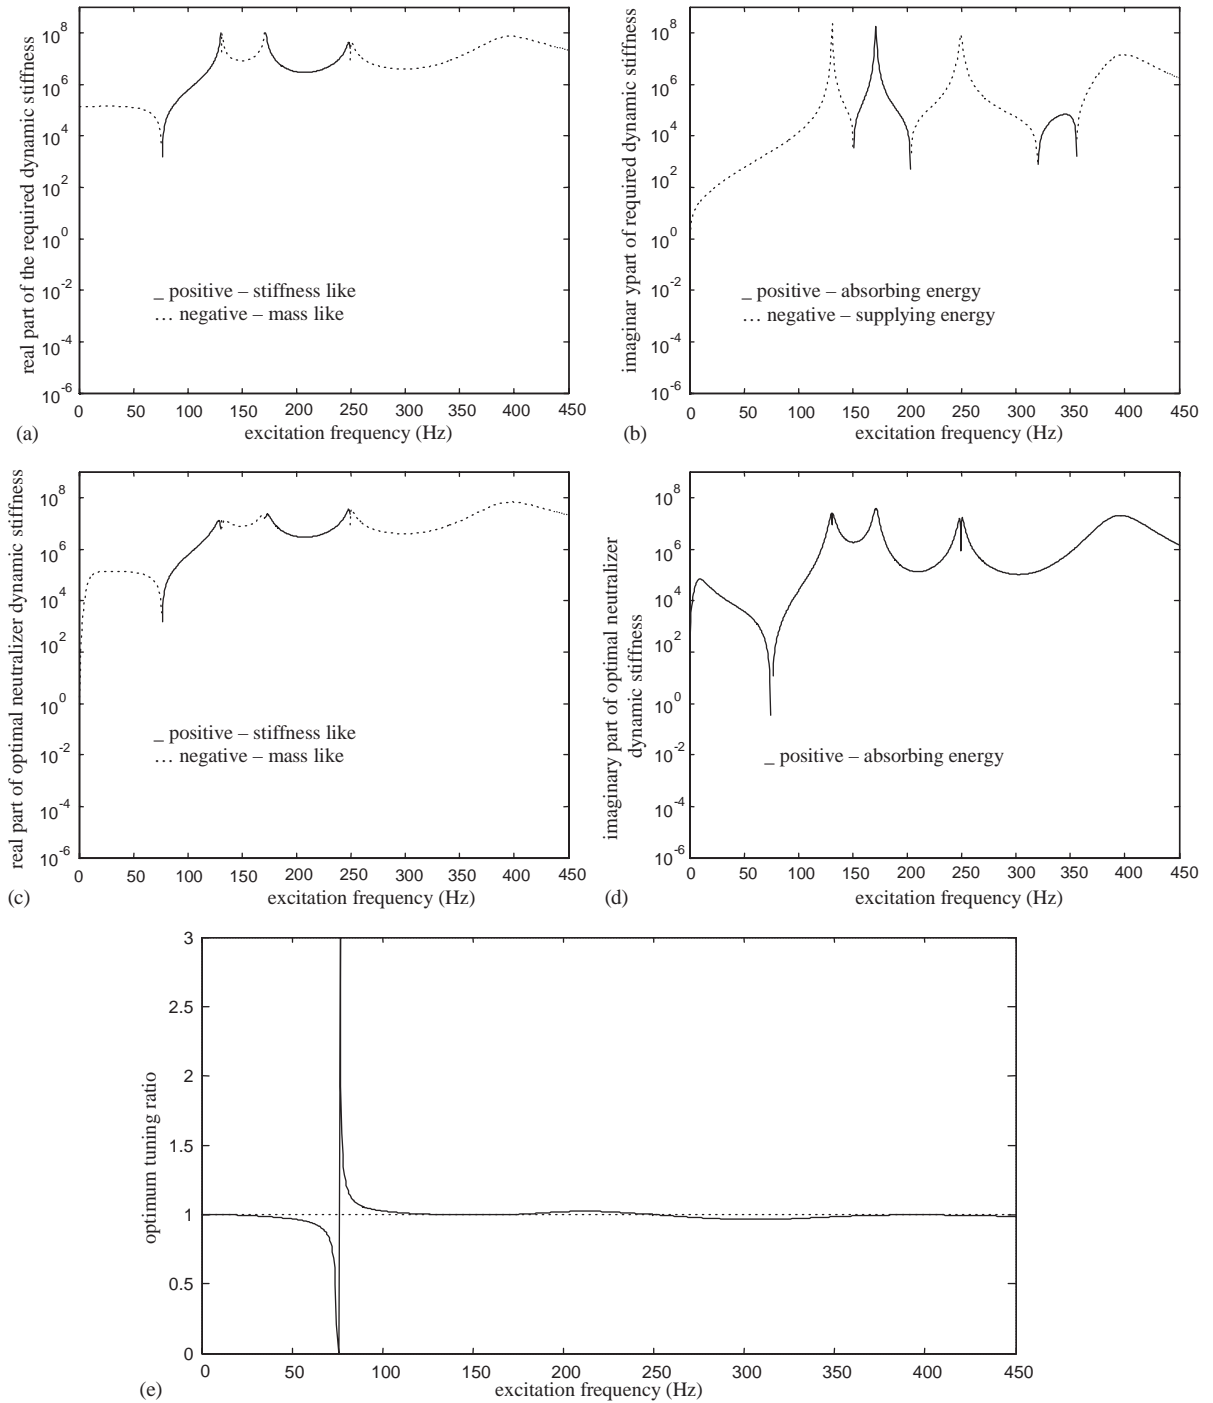 real part of the required dynamic stiffness
10^8
10^6
10^4
10^2
10^0
10^-2
10^-4
10^-6
_ positive – stiffness like
... negative – mass like
0 50 100 150 200 250 300 350 400 450
(a)
excitation frequency (Hz)
imaginar ypart of required dynamic stiffness
10^8
10^6
10^4
10^2
10^0
10^-2
10^-4
10^-6
_ positive – absorbing energy
... negative – supplying energy
0 50 100 150 200 250 300 350 400 450
(b)
excitation frequency (Hz)
real part of optimal neutralizer dynamic stiffness
10^8
10^6
10^4
10^2
10^0
10^-2
10^-4
10^-6
_ positive – stiffness like
... negative – mass like
0 50 100 150 200 250 300 350 400 450
(c)
excitation frequency (Hz)
imaginary part of optimal neutralizer
dynamic stiffness
10^8
10^6
10^4
10^2
10^0
10^-2
10^-4
10^-6
_ positive – absorbing energy
0 50 100 150 200 250 300 350 400 450
(d)
excitation frequency (Hz)
optimum tuning ratio
3
2.5
2
1.5
1
0.5
0
0 50 100 150 200 250 300 350 400 450
(e)
excitation frequency (Hz)